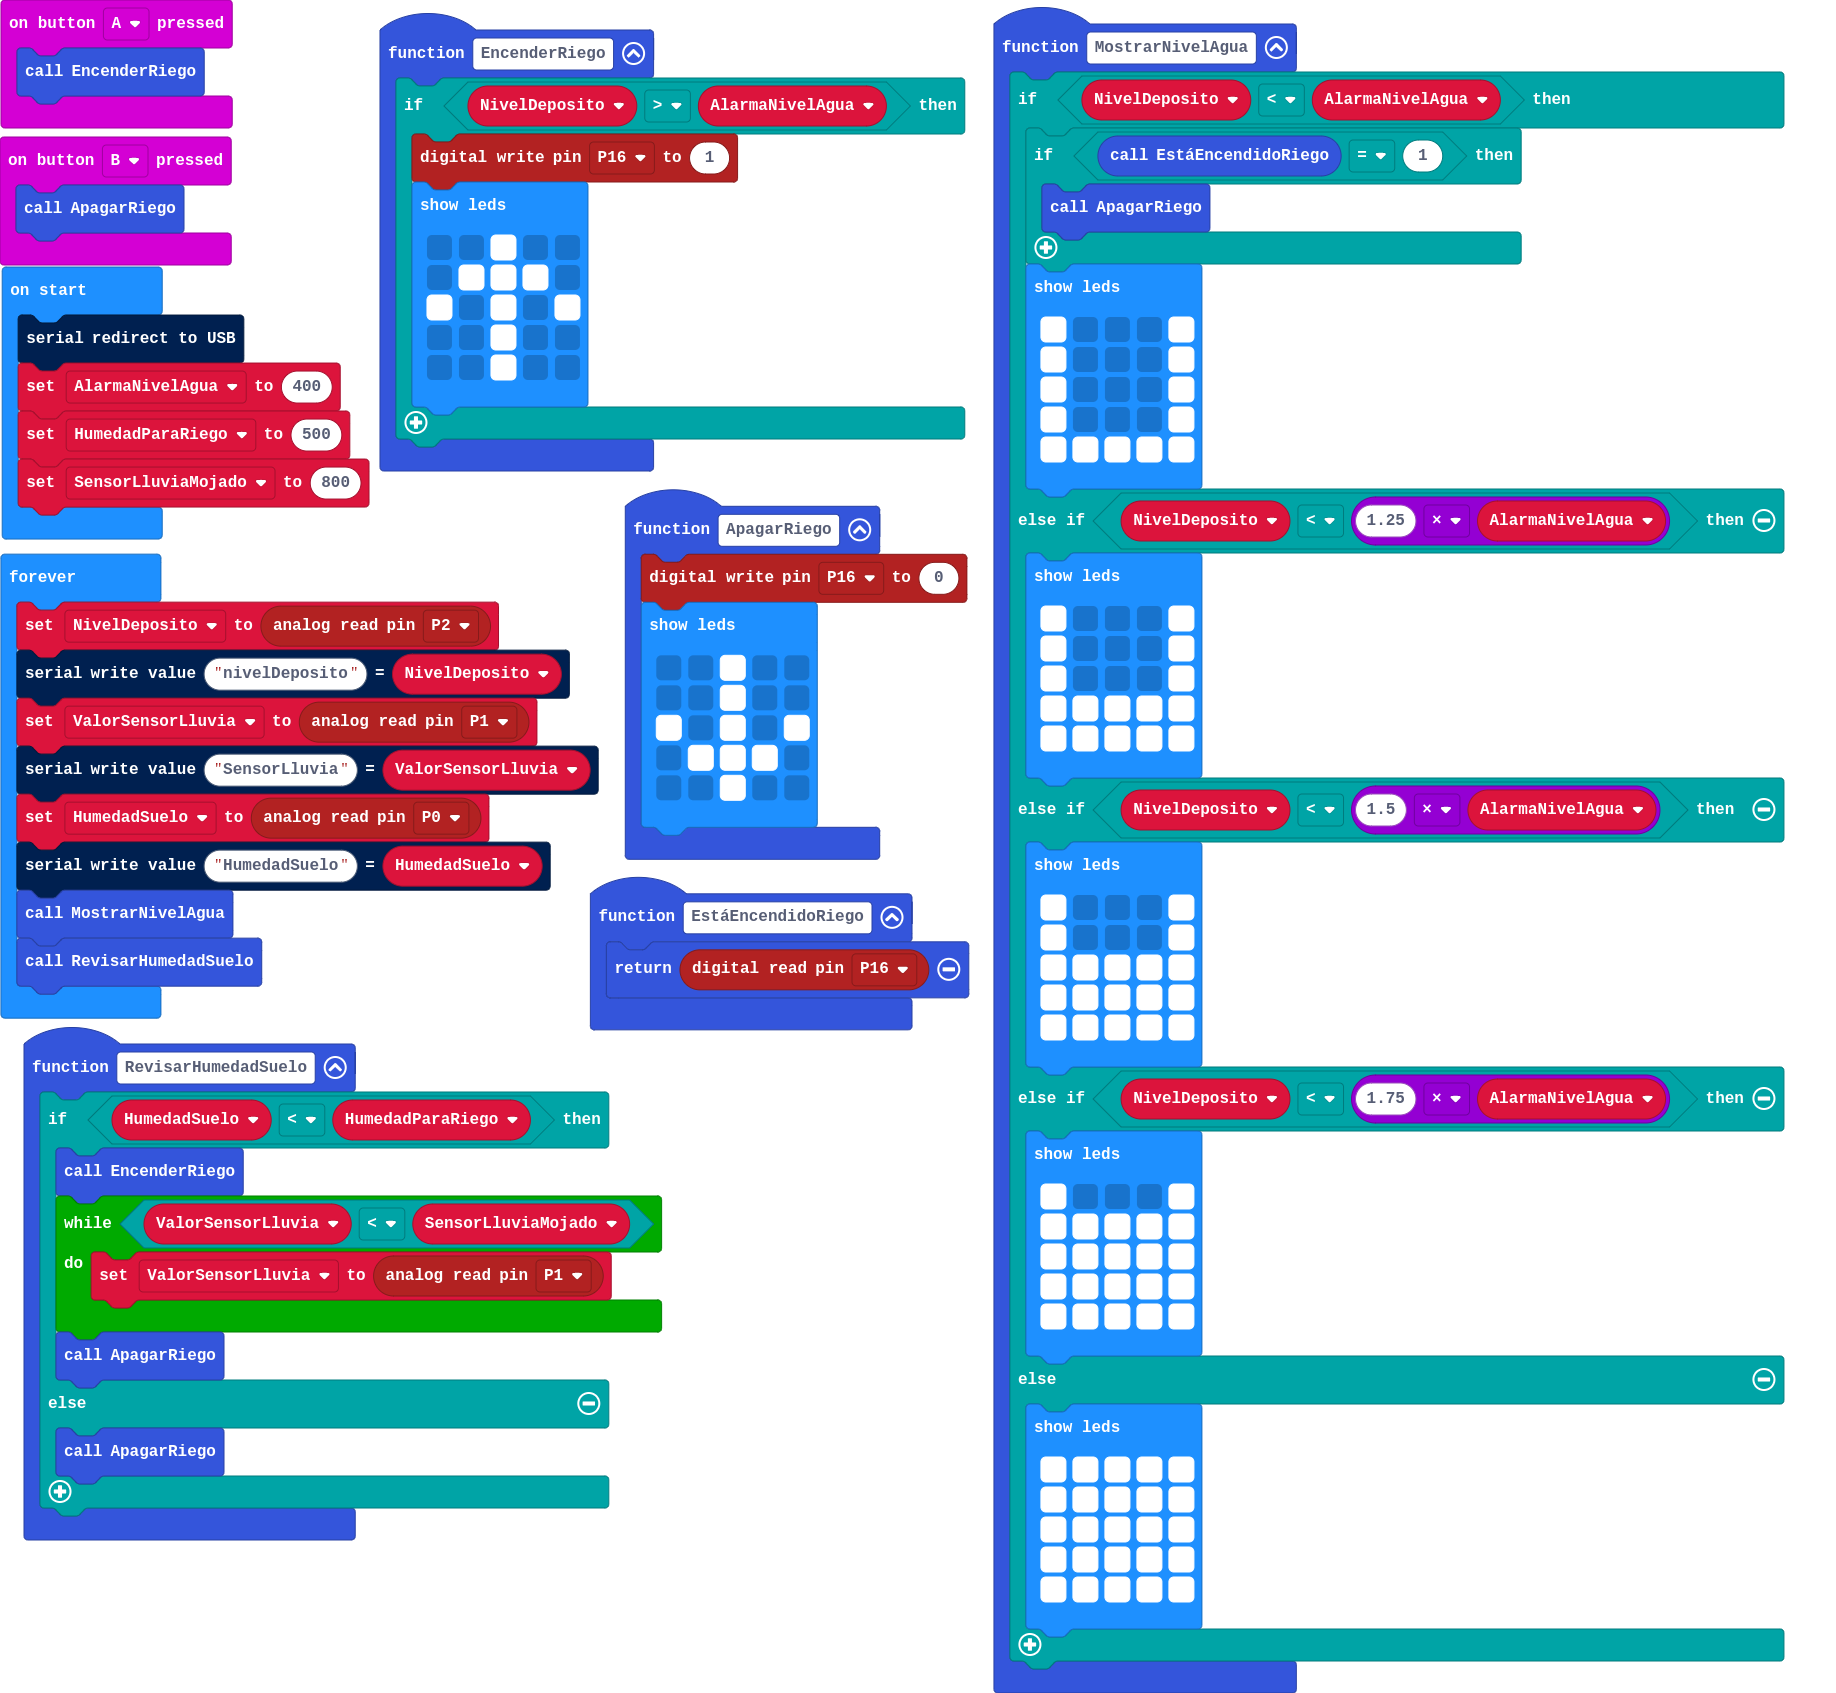 on button A pressed
call EncenderRiego
on button B pressed
call ApagarRiego
on start
serial redirect to USB
set AlarmaNivelAgua to 400
set HumedadParaRiego to 500
set SensorLluviaMojado to 800
forever
set NivelDeposito to analog read pin P2
serial write value "nivelDeposito" = NivelDeposito
set ValorSensorLluvia to analog read pin P1
serial write value "SensorLluvia" = ValorSensorLluvia
set HumedadSuelo to analog read pin P0
serial write value "HumedadSuelo" = HumedadSuelo
call MostrarNivelAgua
call RevisarHumedadSuelo
function RevisarHumedadSuelo
if HumedadSuelo < HumedadParaRiego then
call EncenderRiego
while ValorSensorLluvia < SensorLluviaMojado
do set ValorSensorLluvia to analog read pin P1
call ApagarRiego
else
call ApagarRiego
function EncenderRiego
if NivelDeposito > AlarmaNivelAgua then
digital write pin P16 to 1
show leds
function ApagarRiego
digital write pin P16 to 0
show leds
function EstáEncendidoRiego
return digital read pin P16
function MostrarNivelAgua
if NivelDeposito < AlarmaNivelAgua then
if call EstáEncendidoRiego = 1 then
call ApagarRiego
show leds
else if NivelDeposito < 1.25 × AlarmaNivelAgua then
show leds
else if NivelDeposito < 1.5 × AlarmaNivelAgua then
show leds
else if NivelDeposito < 1.75 × AlarmaNivelAgua then
show leds
else
show leds